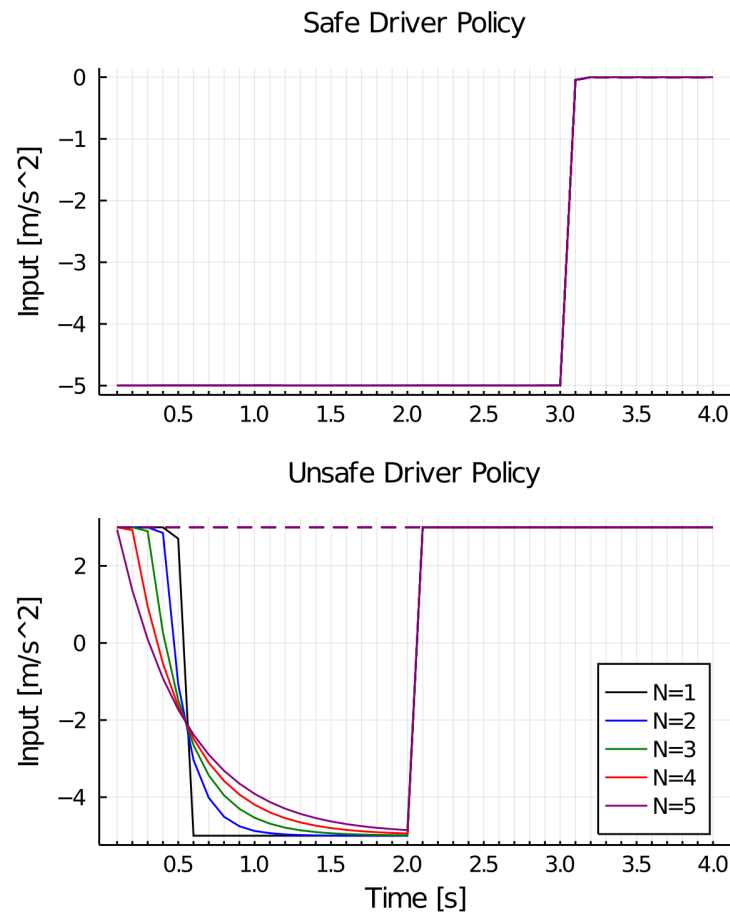 Safe Driver Policy
0
−1
−2
−3
−4
−5
Input [m/s^2]
0.5 1.0 1.5 2.0 2.5 3.0 3.5 4.0
Unsafe Driver Policy
2
0
−2
−4
Input [m/s^2]
N=1
N=2
N=3
N=4
N=5
0.5 1.0 1.5 2.0 2.5 3.0 3.5 4.0
Time [s]